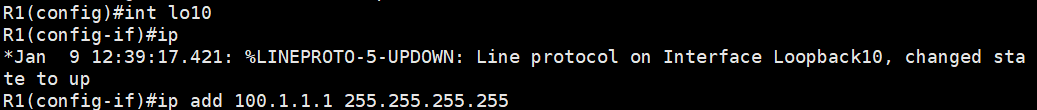 R1(config)#int lo10
R1(config-if)#ip
*Jan  9 12:39:17.421: %LINEPROTO-5-UPDOWN: Line protocol on Interface Loopback10, changed sta
te to up
R1(config-if)#ip add 100.1.1.1 255.255.255.255